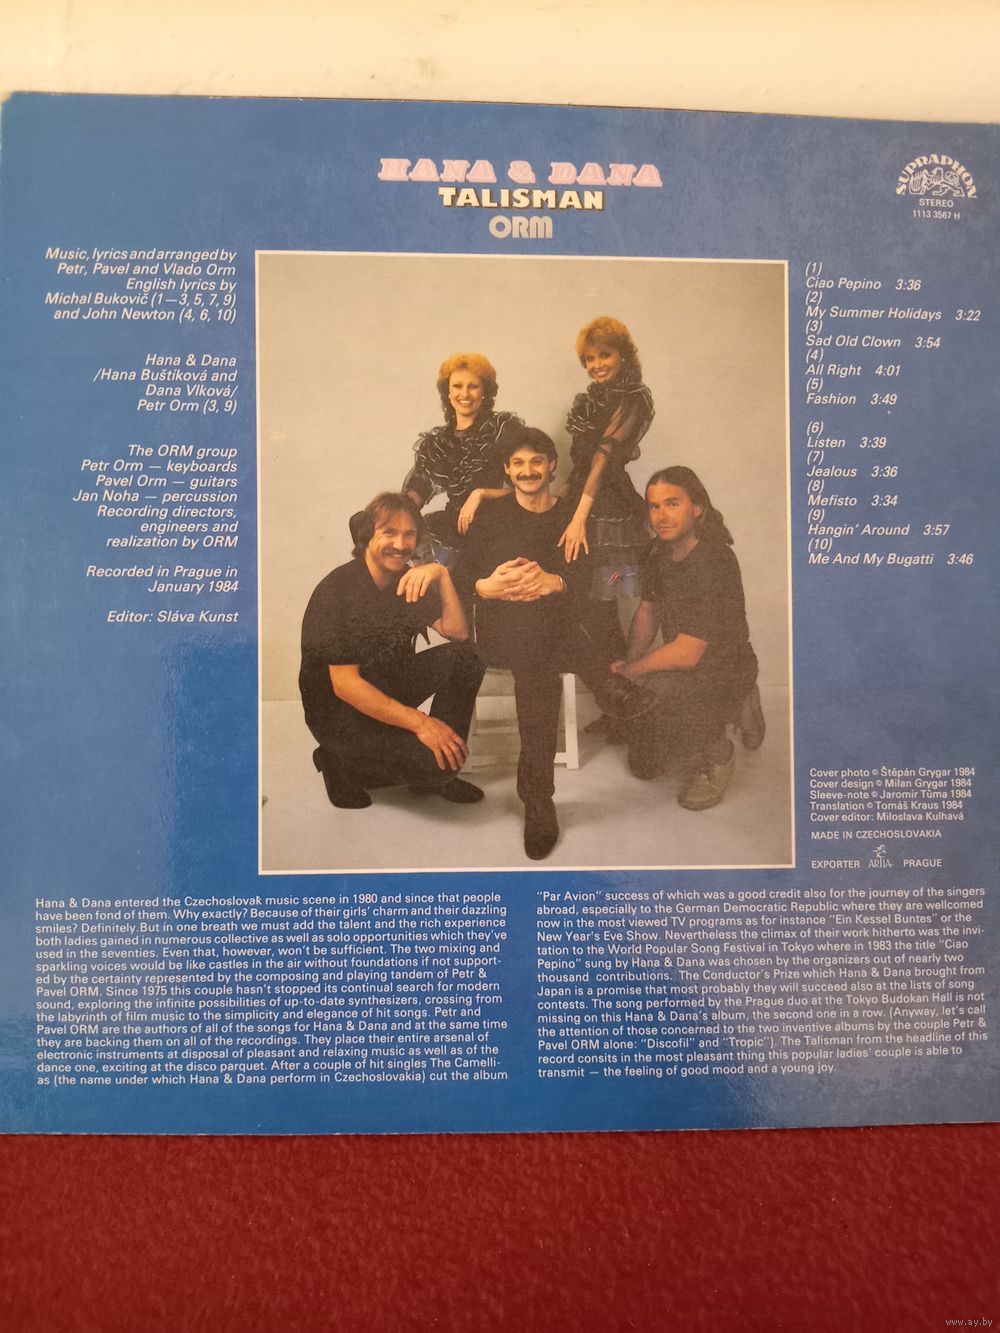 HANA & DANA
TALISMAN
ORM
SUPRAPHON
STEREO
1113 3567 H
Music, lyrics and arranged by
Petr, Pavel and Vlado Orm
English lyrics by
Michal Bukovič (1—3, 5, 7, 9)
and John Newton (4, 6, 10)
Hana & Dana
/Hana Buštíková and
Dana Vlková/
Petr Orm (3, 9)
The ORM group
Petr Orm — keyboards
Pavel Orm — guitars
Jan Noha — percussion
Recording directors,
engineers and
realization by ORM
Recorded in Prague in
January 1984
Editor: Sláva Kunst
(1)
Ciao Pepino 3:36
(2)
My Summer Holidays 3:22
(3)
Sad Old Clown 3:54
(4)
All Right 4:01
(5)
Fashion 3:49
(6)
Listen 3:39
(7)
Jealous 3:36
(8)
Mefisto 3:34
(9)
Hangin' Around 3:57
(10)
Me And My Bugatti 3:46
Cover photo © Štěpán Grygar 1984
Cover design © Milan Grygar 1984
Sleeve-note © Jaromír Tůma 1984
Translation © Tomáš Kraus 1984
Cover editor: Miloslava Kulhavá
MADE IN CZECHOSLOVAKIA
EXPORTER ARTIA PRAGUE
Hana & Dana entered the Czechoslovak music scene in 1980 and since that people
have been fond of them. Why exactly? Because of their girls' charm and their dazzling
smiles? Definitely. But in one breath we must add the talent and the rich experience
both ladies gained in numerous collective as well as solo opportunities which they've
used in the seventies. Even that, however, won't be sufficient. The two mixing and
sparkling voices would be like castles in the air without foundations if not support-
ed by the certainty represented by the composing and playing tandem of Petr &
Pavel ORM. Since 1975 this couple hasn't stopped its continual search for modern
sound, exploring the infinite possibilities of up-to-date synthesizers, crossing from
the labyrinth of film music to the simplicity and elegance of hit songs. Petr and
Pavel ORM are the authors of all of the songs for Hana & Dana and at the same time
they are backing them on all of the recordings. They place their entire arsenal of
electronic instruments at disposal of pleasant and relaxing music as well as of the
dance one, exciting at the disco parquet. After a couple of hit singles The Camelli-
as (the name under which Hana & Dana perform in Czechoslovakia) cut the album
"Par Avion" success of which was a good credit also for the journey of the singers
abroad, especially to the German Democratic Republic where they are wellcomed
now in the most viewed TV programs as for instance "Ein Kessel Buntes" or the
New Year's Eve Show. Nevertheless the climax of their work hitherto was the invi-
tation to the World Popular Song Festival in Tokyo where in 1983 the title "Ciao
Pepino" sung by Hana & Dana was chosen by the organizers out of nearly two
thousand contributions. The Conductor's Prize which Hana & Dana brought from
Japan is a promise that most probably they will succeed also at the lists of song
contests. The song performed by the Prague duo at the Tokyo Budokan Hall is not
missing on this Hana & Dana's album, the second one in a row. (Anyway, let's call
the attention of those concerned to the two inventive albums by the couple Petr &
Pavel ORM alone: "Discofil" and "Tropic"). The Talisman from the headline of this
record consits in the most pleasant thing this popular ladies' couple is able to
transmit — the feeling of good mood and a young joy.
www.ay.by